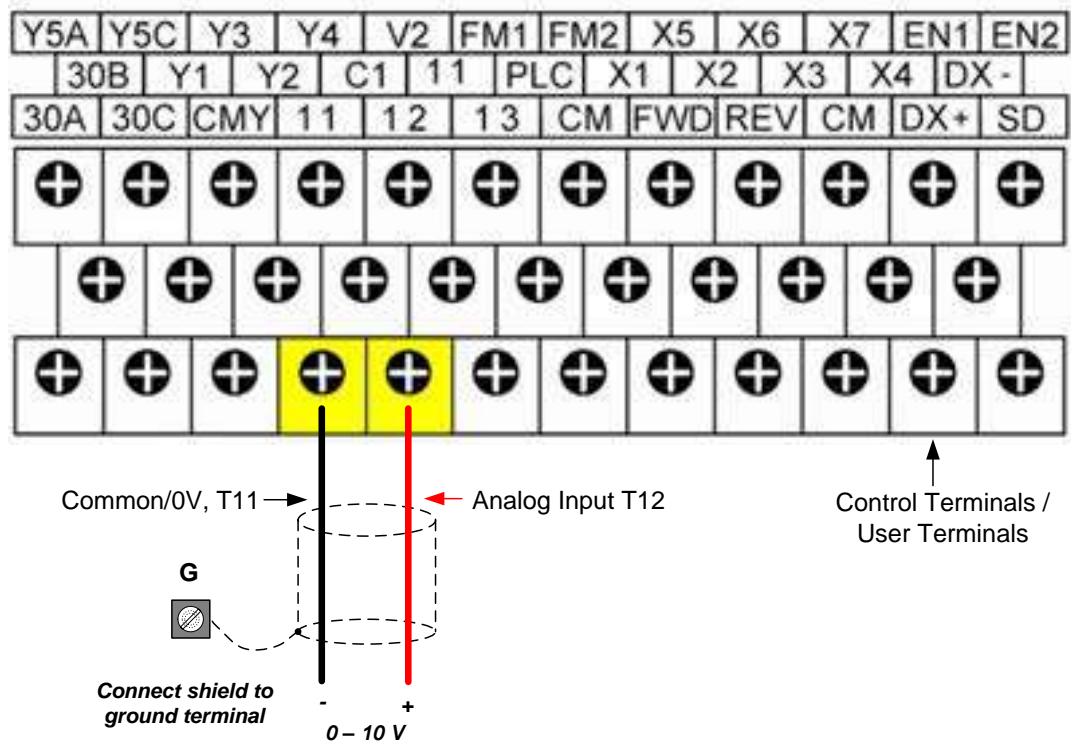 Y5A Y5C Y3 Y4 V2 FM1 FM2 X5 X6 X7 EN1 EN2
30B Y1 Y2 C1 11 PLC X1 X2 X3 X4 DX-
30A 30C CMY 11 12 13 CM FWD REV CM DX+ SD
Common/0V, T11
Analog Input T12
Control Terminals /
User Terminals
G
Connect shield to
ground terminal
- +
0 – 10 V